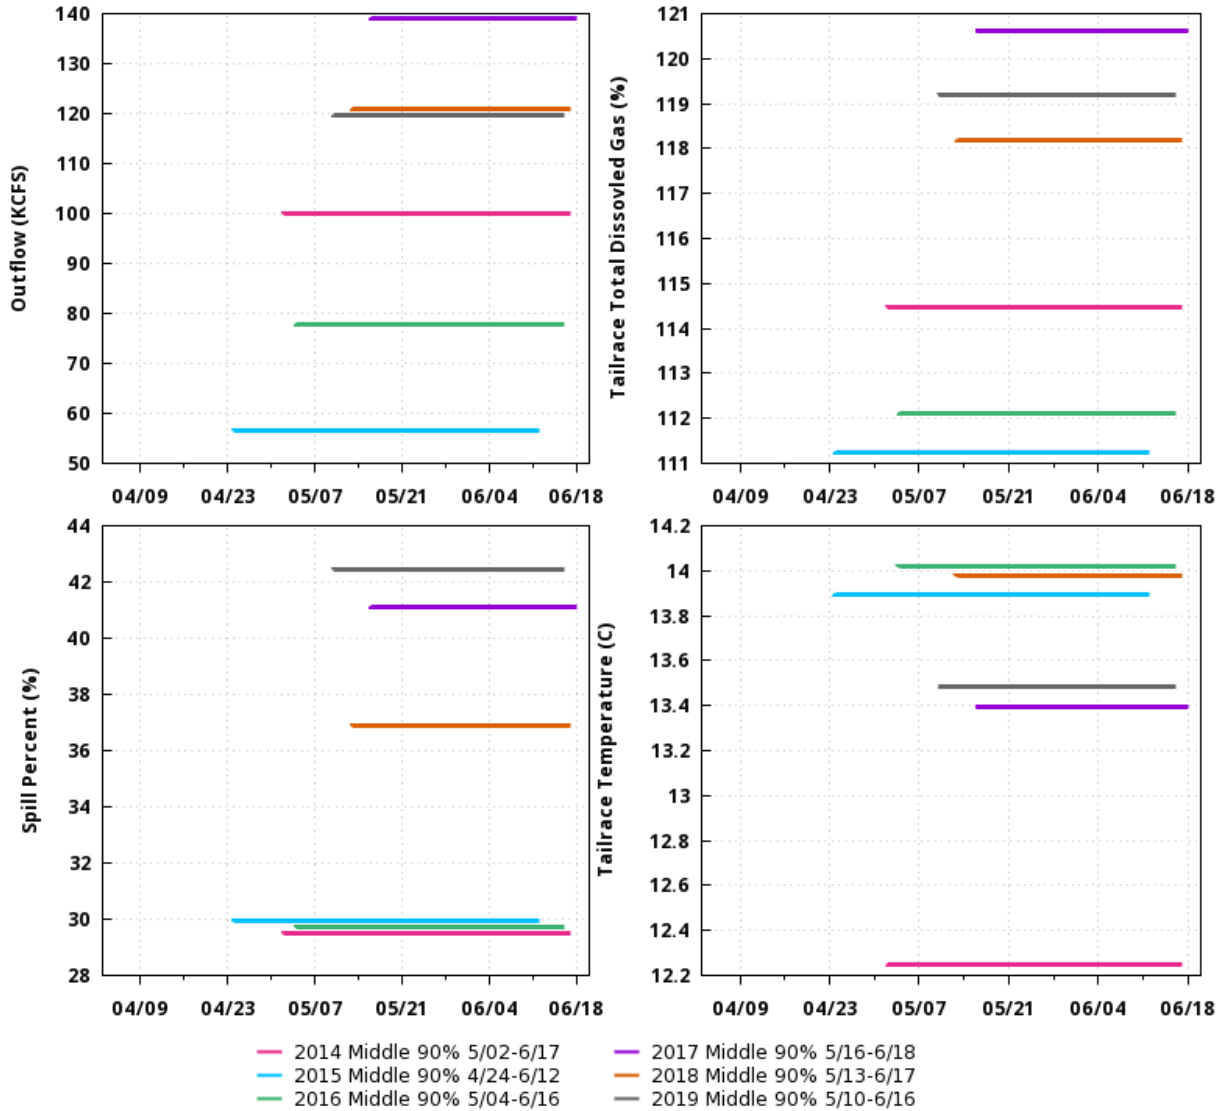 Outflow (KCFS)
140
130
120
110
100
90
80
70
60
50
04/09 04/23 05/07 05/21 06/04 06/18
Tailrace Total Dissovled Gas (%)
121
120
119
118
117
116
115
114
113
112
111
04/09 04/23 05/07 05/21 06/04 06/18
Spill Percent (%)
44
42
40
38
36
34
32
30
28
04/09 04/23 05/07 05/21 06/04 06/18
Tailrace Temperature (C)
14.2
14
13.8
13.6
13.4
13.2
13
12.8
12.6
12.4
12.2
04/09 04/23 05/07 05/21 06/04 06/18
2014 Middle 90% 5/02-6/17
2015 Middle 90% 4/24-6/12
2016 Middle 90% 5/04-6/16
2017 Middle 90% 5/16-6/18
2018 Middle 90% 5/13-6/17
2019 Middle 90% 5/10-6/16